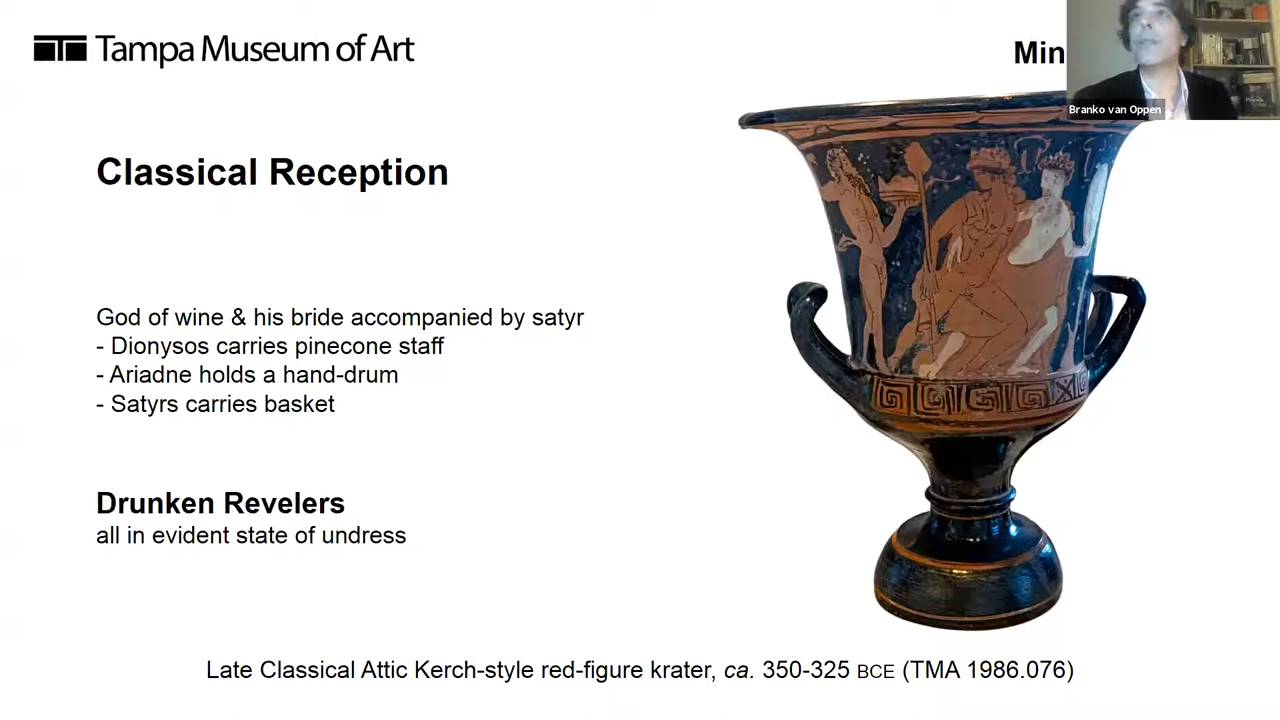 Tampa Museum of Art
Min
Branko van Oppen
Classical Reception
God of wine & his bride accompanied by satyr
- Dionysos carries pinecone staff
- Ariadne holds a hand-drum
- Satyrs carries basket
Drunken Revelers
all in evident state of undress
Late Classical Attic Kerch-style red-figure krater, ca. 350-325 BCE (TMA 1986.076)